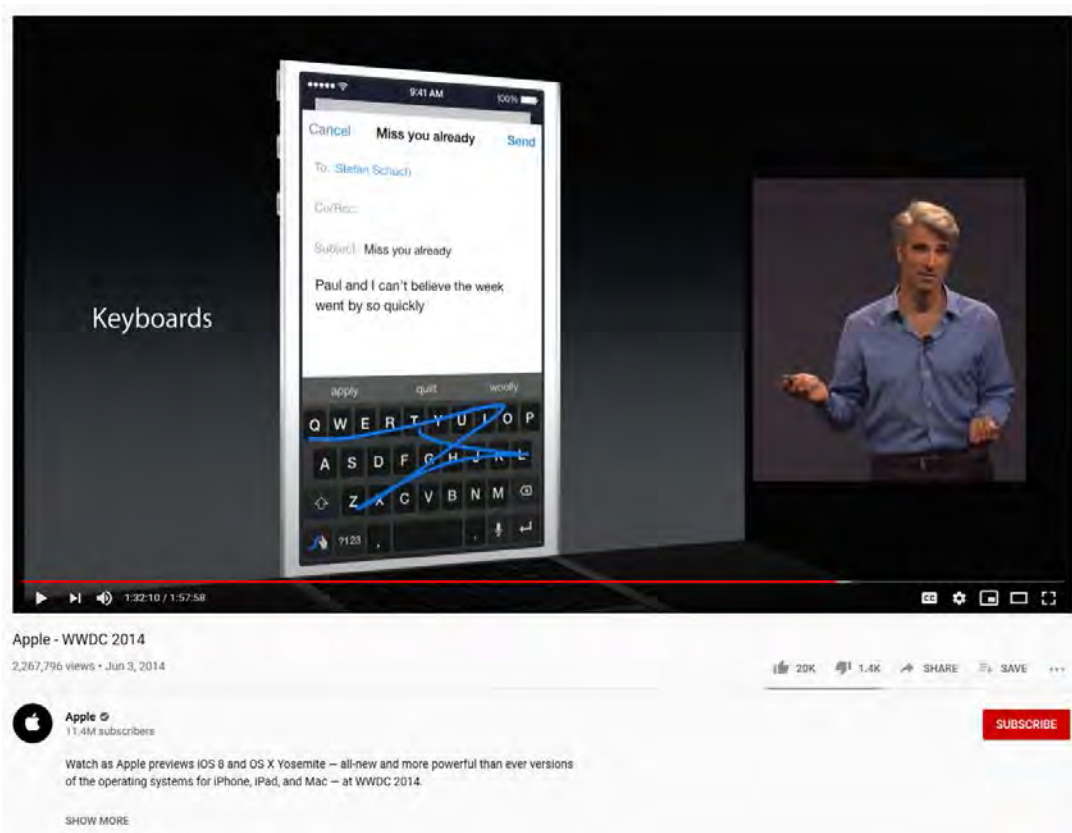 9:41 AM
100%
Cancel Miss you already Send
To: Stefan Schuch
Cc/Bcc:
Subject: Miss you already
Paul and I can't believe the week
went by so quickly
Keyboards
apply quilt woolly
Q W E R T Y U I O P
A S D F G H J K L
Z X C V B N M
?123 , .
1:32:10 / 1:57:58
CC
Apple - WWDC 2014
2,267,796 views • Jun 3, 2014
20K 1.4K SHARE SAVE
Apple
11.4M subscribers
SUBSCRIBE
Watch as Apple previews iOS 8 and OS X Yosemite — all-new and more powerful than ever versions
of the operating systems for iPhone, iPad, and Mac — at WWDC 2014.
SHOW MORE